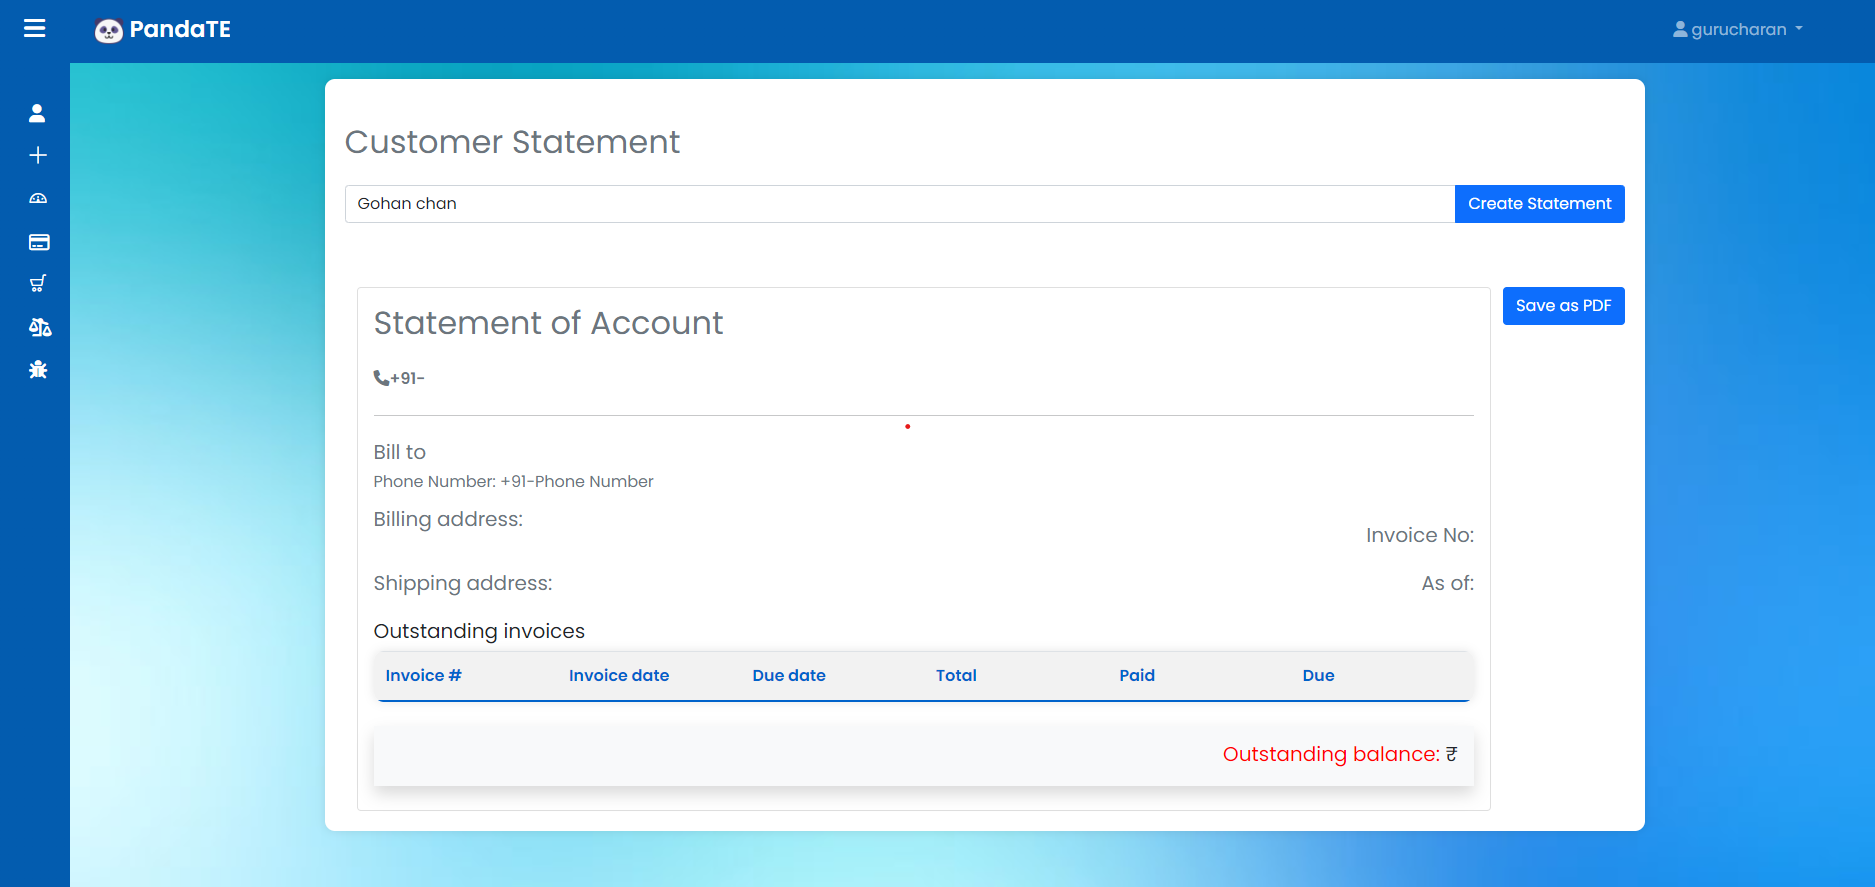 PandaTE
gurucharan
Customer Statement
Gohan chan
Create Statement
Statement of Account
Save as PDF
+91-
Bill to
Phone Number: +91-Phone Number
Billing address:
Invoice No:
Shipping address:
As of:
Outstanding invoices
Invoice # Invoice date Due date Total Paid Due
Outstanding balance: ₹